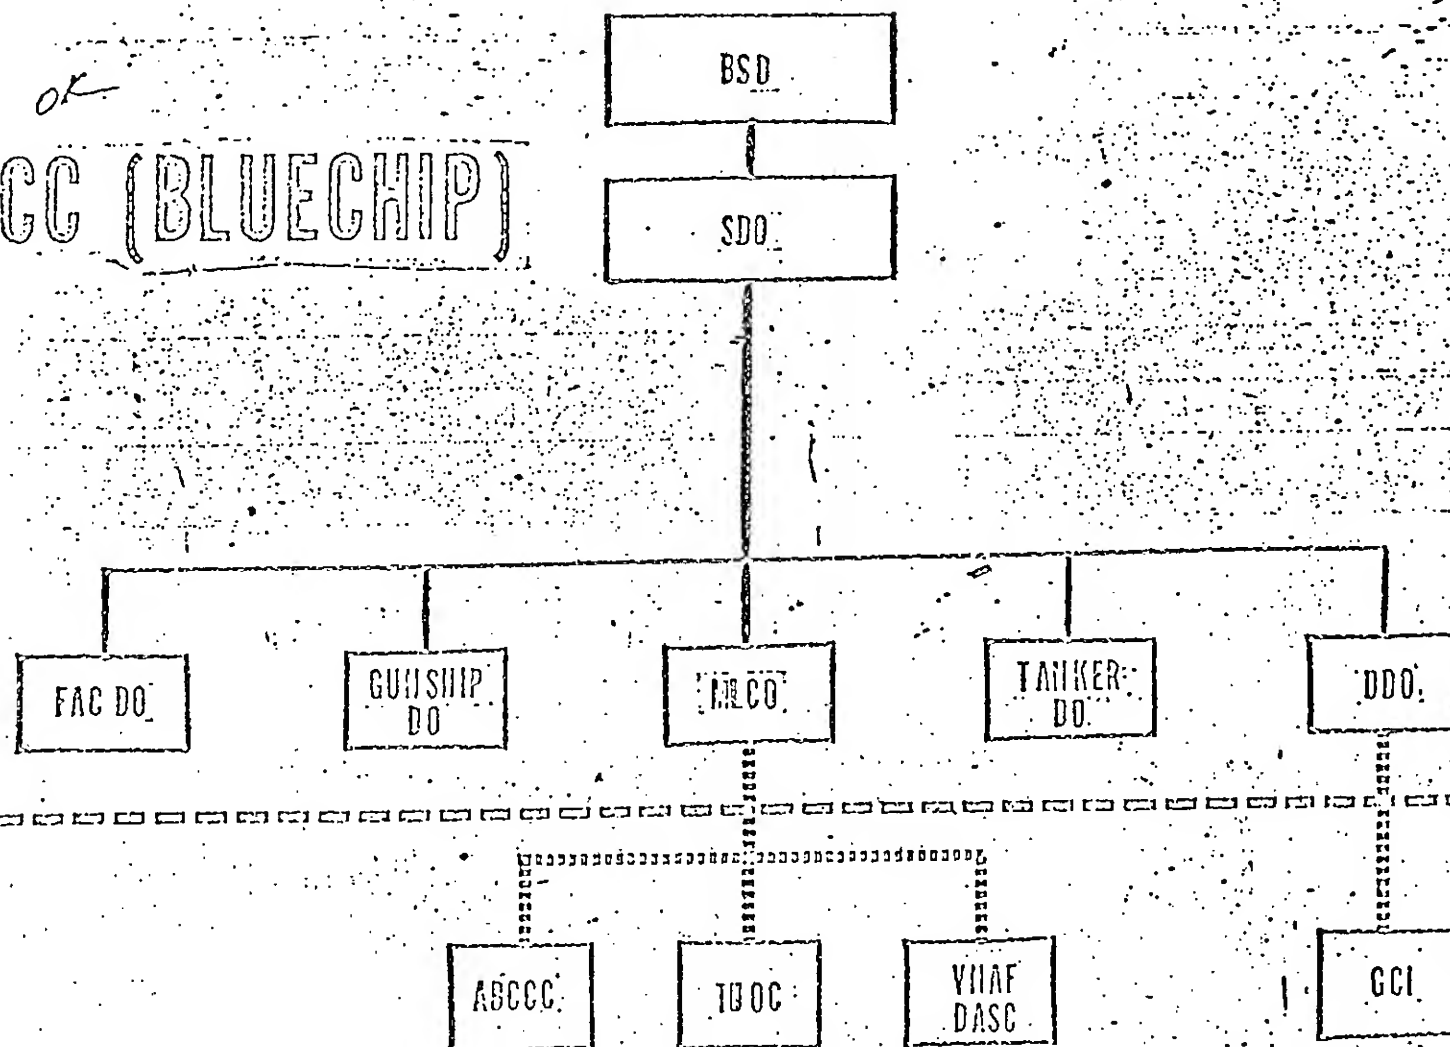 OK
CC (BLUECHIP)
BSD
SDO
FAC DO
GUNSHIP
DO
MLCO
TANKER
DO
DDO
ABCCC
TUOC
VNAF
DASC
GCI